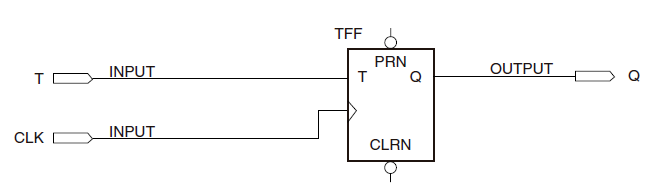 TFF
PRN
T INPUT T Q OUTPUT Q
CLK INPUT
CLRN